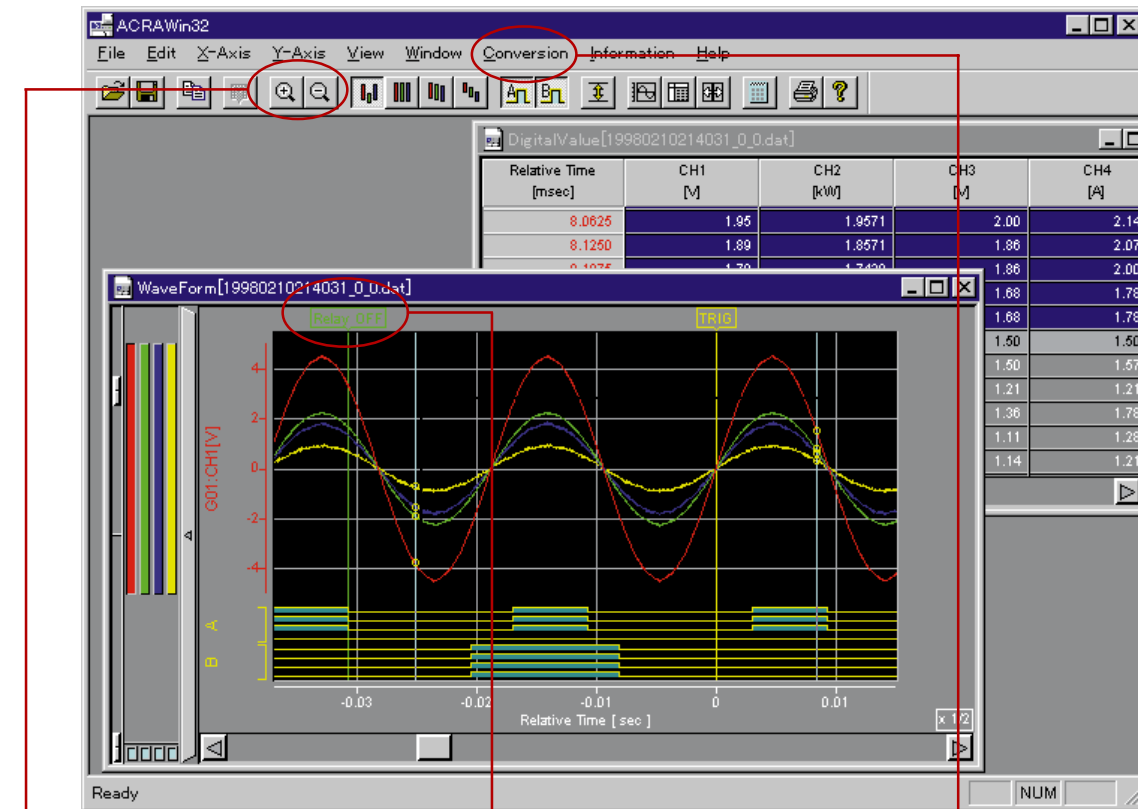 ACRAWin32
File Edit X-Axis Y-Axis View Window Conversion Information Help
A B
DigitalValue[19980210214031_0_0.dat]
Relative Time CH1 CH2 CH3 CH4
[msec] [V] [kW] [V] [A]
8.0625 1.95 1.9571 2.00 2.14
8.1250 1.89 1.8571 1.86 2.07
1.86 2.00
WaveForm[19980210214031_0_0.dat]
1.68 1.78
Relay_OFF TRIG
1.68 1.78
1.50 1.50
1.50 1.57
1.21 1.21
1.36 1.78
1.11 1.28
1.14 1.21
4
2
0
-2
-4
G01:CH1[V]
A
B
-0.03 -0.02 -0.01 0 0.01
Relative Time [ sec ]
x 1/2
Ready NUM